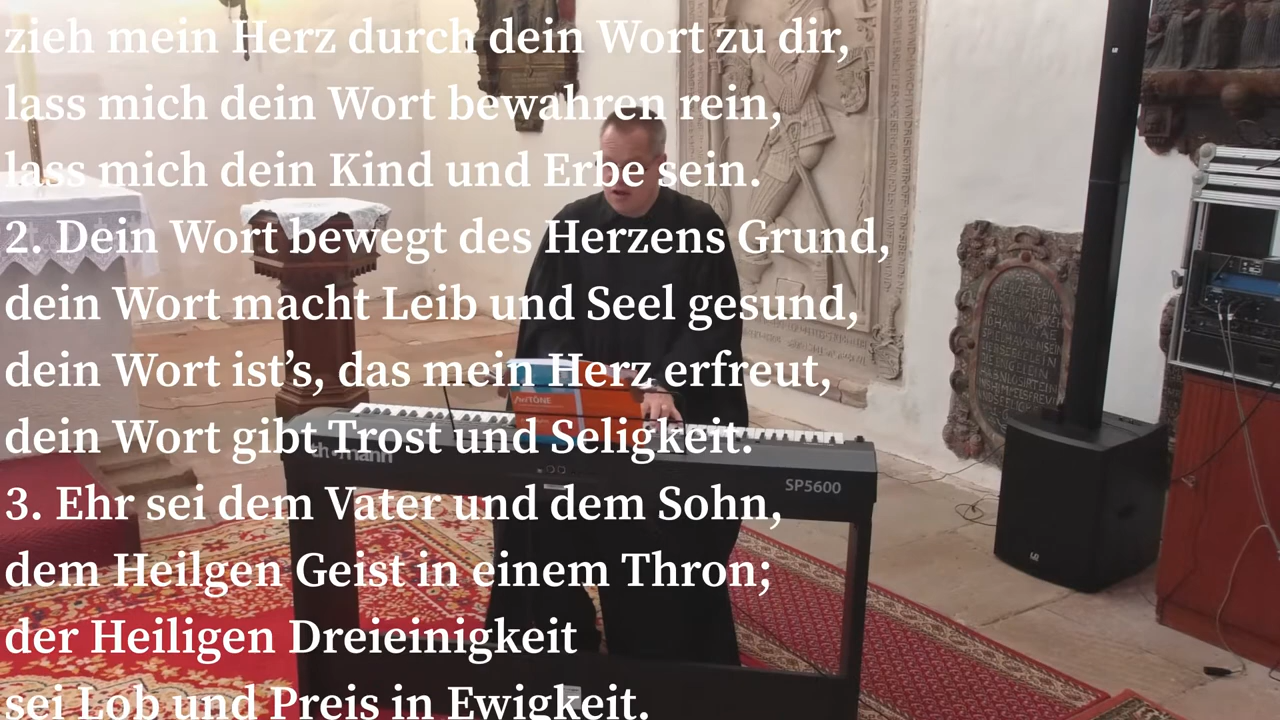 zieh mein Herz durch dein Wort zu dir,
lass mich dein Wort bewahren rein,
lass mich dein Kind und Erbe sein.
2. Dein Wort bewegt des Herzens Grund,
dein Wort macht Leib und Seel gesund,
dein Wort ist’s, das mein Herz erfreut,
dein Wort gibt Trost und Seligkeit.
th•mann
SP5600
3. Ehr sei dem Vater und dem Sohn,
dem Heilgen Geist in einem Thron;
der Heiligen Dreieinigkeit
sei Lob und Preis in Ewigkeit.